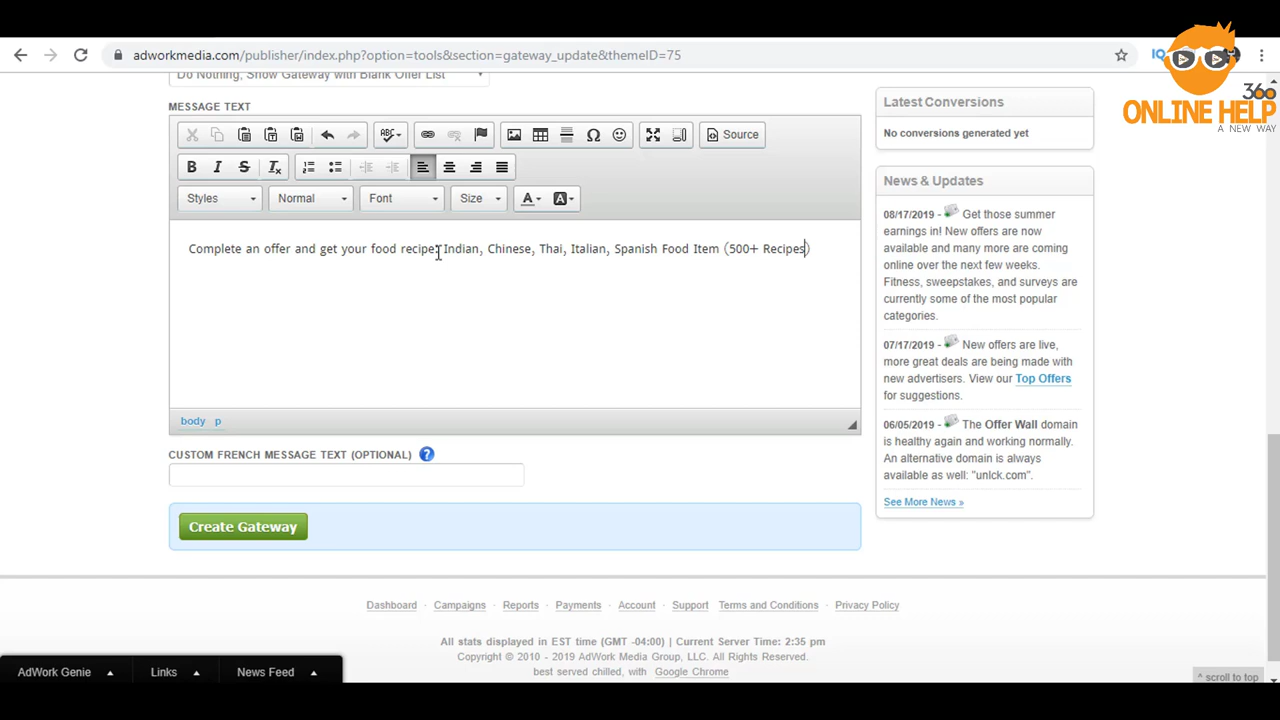 adworkmedia.com/publisher/index.php?option=tools&section=gateway_update&themeID=75
360
ONLINE HELP
A NEW WAY
Do Nothing, Show Gateway with Blank Offer List
MESSAGE TEXT
Source
Styles
Normal
Font
Size
Complete an offer and get your food recipe: Indian, Chinese, Thai, Italian, Spanish Food Item (500+ Recipes)
body p
CUSTOM FRENCH MESSAGE TEXT (OPTIONAL)
Create Gateway
Latest Conversions
No conversions generated yet
News & Updates
08/17/2019 - Get those summer
earnings in! New offers are now
available and many more are coming
online over the next few weeks.
Fitness, sweepstakes, and surveys are
currently some of the most popular
categories.
07/17/2019 - New offers are live,
more great deals are being made with
new advertisers. View our Top Offers
for suggestions.
06/05/2019 - The Offer Wall domain
is healthy again and working normally.
An alternative domain is always
available as well: "unlck.com".
See More News »
Dashboard · Campaigns · Reports · Payments · Account · Support · Terms and Conditions · Privacy Policy
All stats displayed in EST time (GMT -04:00) | Current Server Time: 2:35 pm
Copyright © 2010 - 2019 AdWork Media Group, LLC. All Rights Reserved.
best served chilled, with Google Chrome
AdWork Genie
Links
News Feed
^ scroll to top